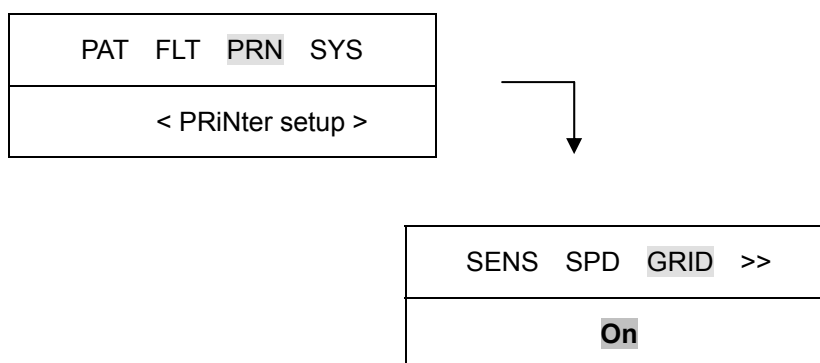 PAT FLT PRN SYS
< PRiNter setup >
SENS SPD GRID >>
On